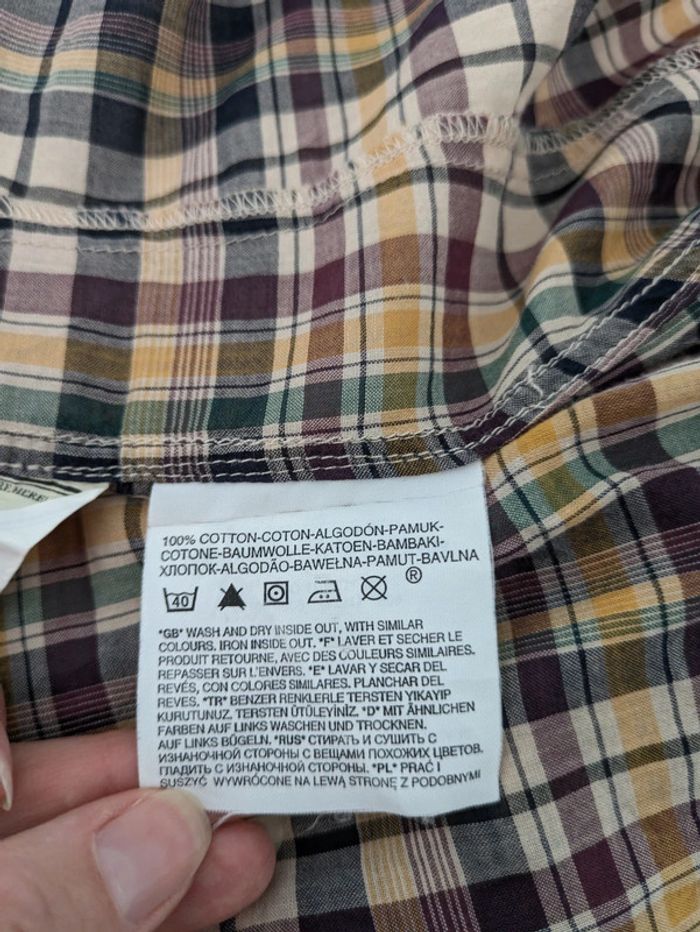 100% COTTON-COTON-ALGODÓN-PAMUK-
COTONE-BAUMWOLLE-KATOEN-BAMBAKI-
ХЛОПОК-ALGODÃO-BAWEŁNA-PAMUT-BAVLNA
40
®
*GB* WASH AND DRY INSIDE OUT, WITH SIMILAR
COLOURS. IRON INSIDE OUT. *F* LAVER ET SECHER LE
PRODUIT RETOURNE, AVEC DES COULEURS SIMILAIRES.
REPASSER SUR L'ENVERS. *E* LAVAR Y SECAR DEL
REVÉS, CON COLORES SIMILARES. PLANCHAR DEL
REVES. *TR* BENZER RENKLERLE TERSTEN YIKAYIP
KURUTUNUZ. TERSTEN ÜTÜLEYİNİZ. *D* MIT ÄHNLICHEN
FARBEN AUF LINKS WASCHEN UND TROCKNEN.
AUF LINKS BÜGELN. *RUS* СТИРАТЬ И СУШИТЬ С
ИЗНАНОЧНОЙ СТОРОНЫ С ВЕЩАМИ ПОХОЖИХ ЦВЕТОВ.
ГЛАДИТЬ С ИЗНАНОЧНОЙ СТОРОНЫ. *PL* PRAĆ I
SUSZYĆ WYWRÓCONE NA LEWĄ STRONĘ Z PODOBNYMI